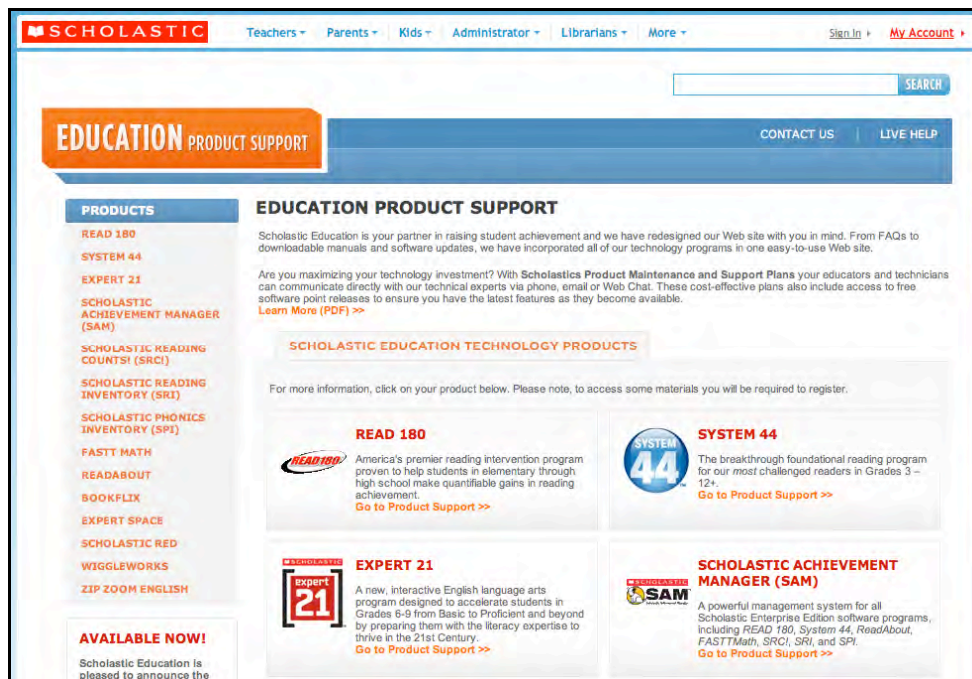 SCHOLASTIC
Teachers Parents Kids Administrator Librarians More Sign In My Account
SEARCH
EDUCATION PRODUCT SUPPORT
CONTACT US | LIVE HELP
PRODUCTS
READ 180
SYSTEM 44
EXPERT 21
SCHOLASTIC
ACHIEVEMENT MANAGER
(SAM)
SCHOLASTIC READING
COUNTS! (SRCI)
SCHOLASTIC READING
INVENTORY (SRI)
SCHOLASTIC PHONICS
INVENTORY (SPI)
FASTT MATH
READABOUT
BOOKFLIX
EXPERT SPACE
SCHOLASTIC RED
WIGGLEWORKS
ZIP ZOOM ENGLISH
AVAILABLE NOW!
Scholastic Education is
pleased to announce the
EDUCATION PRODUCT SUPPORT
Scholastic Education is your partner in raising student achievement and we have redesigned our Web site with you in mind. From FAQs to
downloadable manuals and software updates, we have incorporated all of our technology programs in one easy-to-use Web site.
Are you maximizing your technology investment? With Scholastics Product Maintenance and Support Plans your educators and technicians
can communicate directly with our technical experts via phone, email or Web Chat. These cost-effective plans also include access to free
software point releases to ensure you have the latest features as they become available.
Learn More (PDF) >>
SCHOLASTIC EDUCATION TECHNOLOGY PRODUCTS
For more information, click on your product below. Please note, to access some materials you will be required to register.
READ180
READ 180
America's premier reading intervention program
proven to help students in elementary through
high school make quantifiable gains in reading
achievement.
Go to Product Support >>
SYSTEM
44
SYSTEM 44
The breakthrough foundational reading program
for our most challenged readers in Grades 3 –
12+.
Go to Product Support >>
SCHOLASTIC
expert
21
EXPERT 21
A new, interactive English language arts
program designed to accelerate students in
Grades 6-9 from Basic to Proficient and beyond
by preparing them with the literacy expertise to
thrive in the 21st Century.
Go to Product Support >>
SCHOLASTIC
SAM
SCHOLASTIC ACHIEVEMENT
MANAGER (SAM)
A powerful management system for all
Scholastic Enterprise Edition software programs,
including READ 180, System 44, ReadAbout,
FASTTMath, SRC!, SRI, and SPI.
Go to Product Support >>